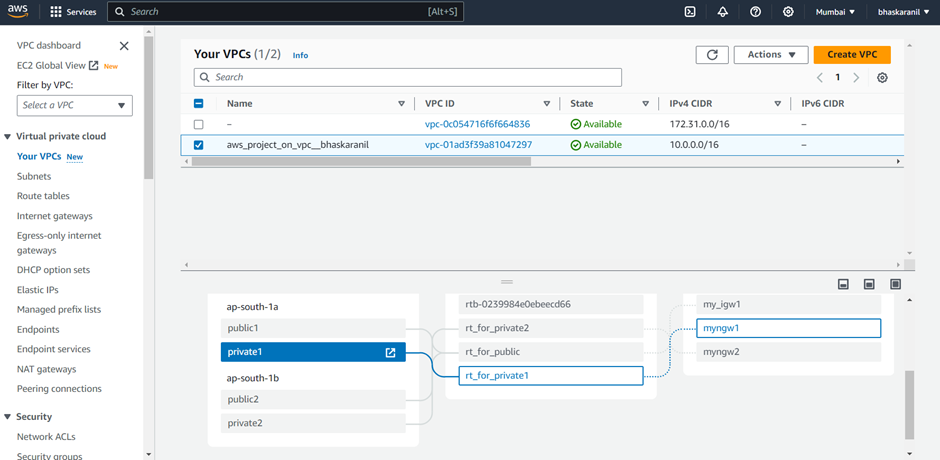 aws
Services
Search
[Alt+S]
Mumbai ▼
bhaskaranil ▼
VPC dashboard
EC2 Global View New
Filter by VPC:
Select a VPC
Virtual private cloud
Your VPCs New
Subnets
Route tables
Internet gateways
Egress-only internet
gateways
DHCP option sets
Elastic IPs
Managed prefix lists
Endpoints
Endpoint services
NAT gateways
Peering connections
Security
Network ACLs
Security groups
Your VPCs (1/2) Info
Actions ▼
Create VPC
Search
1
Name VPC ID State IPv4 CIDR IPv6 CIDR
– vpc-0c054716f6f664836 Available 172.31.0.0/16 –
aws_project_on_vpc__bhaskaranil vpc-01ad3f39a81047297 Available 10.0.0.0/16 –
ap-south-1a
public1
private1
ap-south-1b
public2
private2
rtb-0239984e0ebeecd66
rt_for_private2
rt_for_public
rt_for_private1
my_igw1
myngw1
myngw2